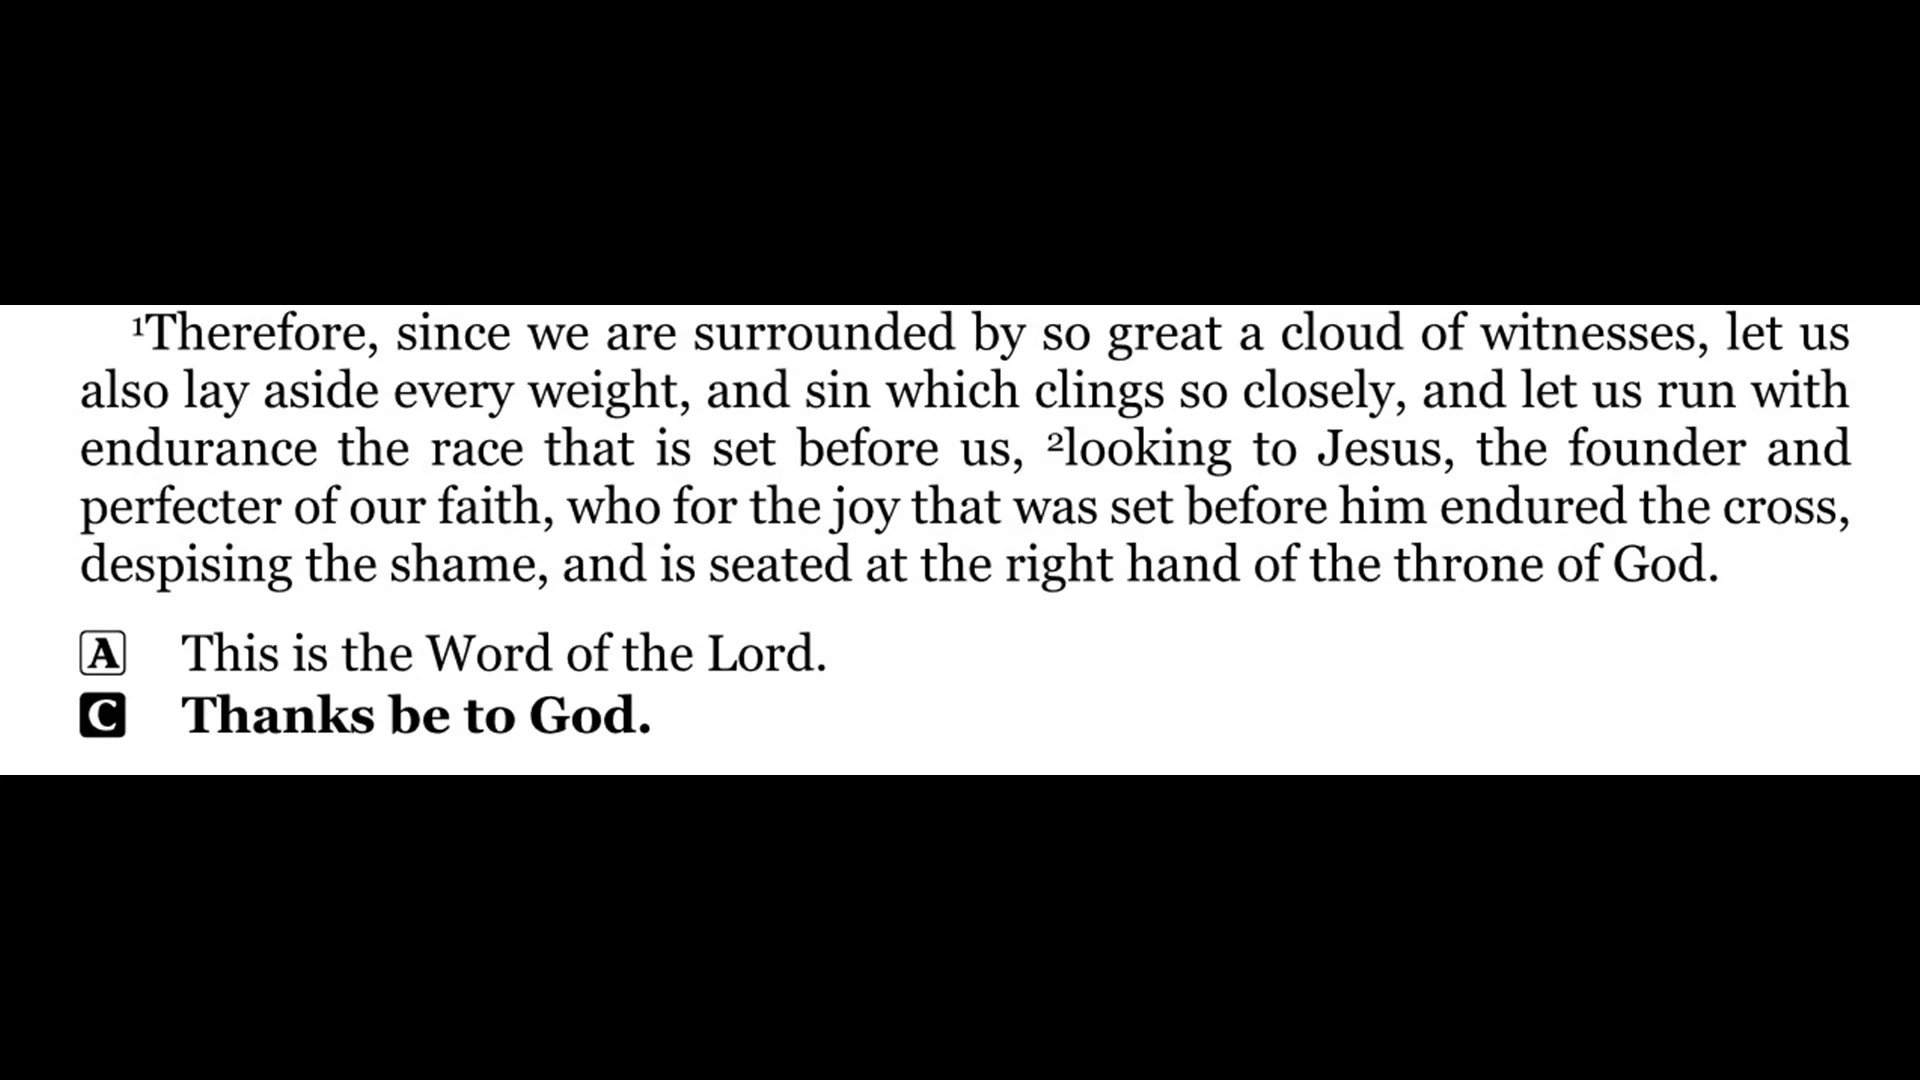 ¹Therefore, since we are surrounded by so great a cloud of witnesses, let us
also lay aside every weight, and sin which clings so closely, and let us run with
endurance the race that is set before us, ²looking to Jesus, the founder and
perfecter of our faith, who for the joy that was set before him endured the cross,
despising the shame, and is seated at the right hand of the throne of God.
A This is the Word of the Lord.
C Thanks be to God.